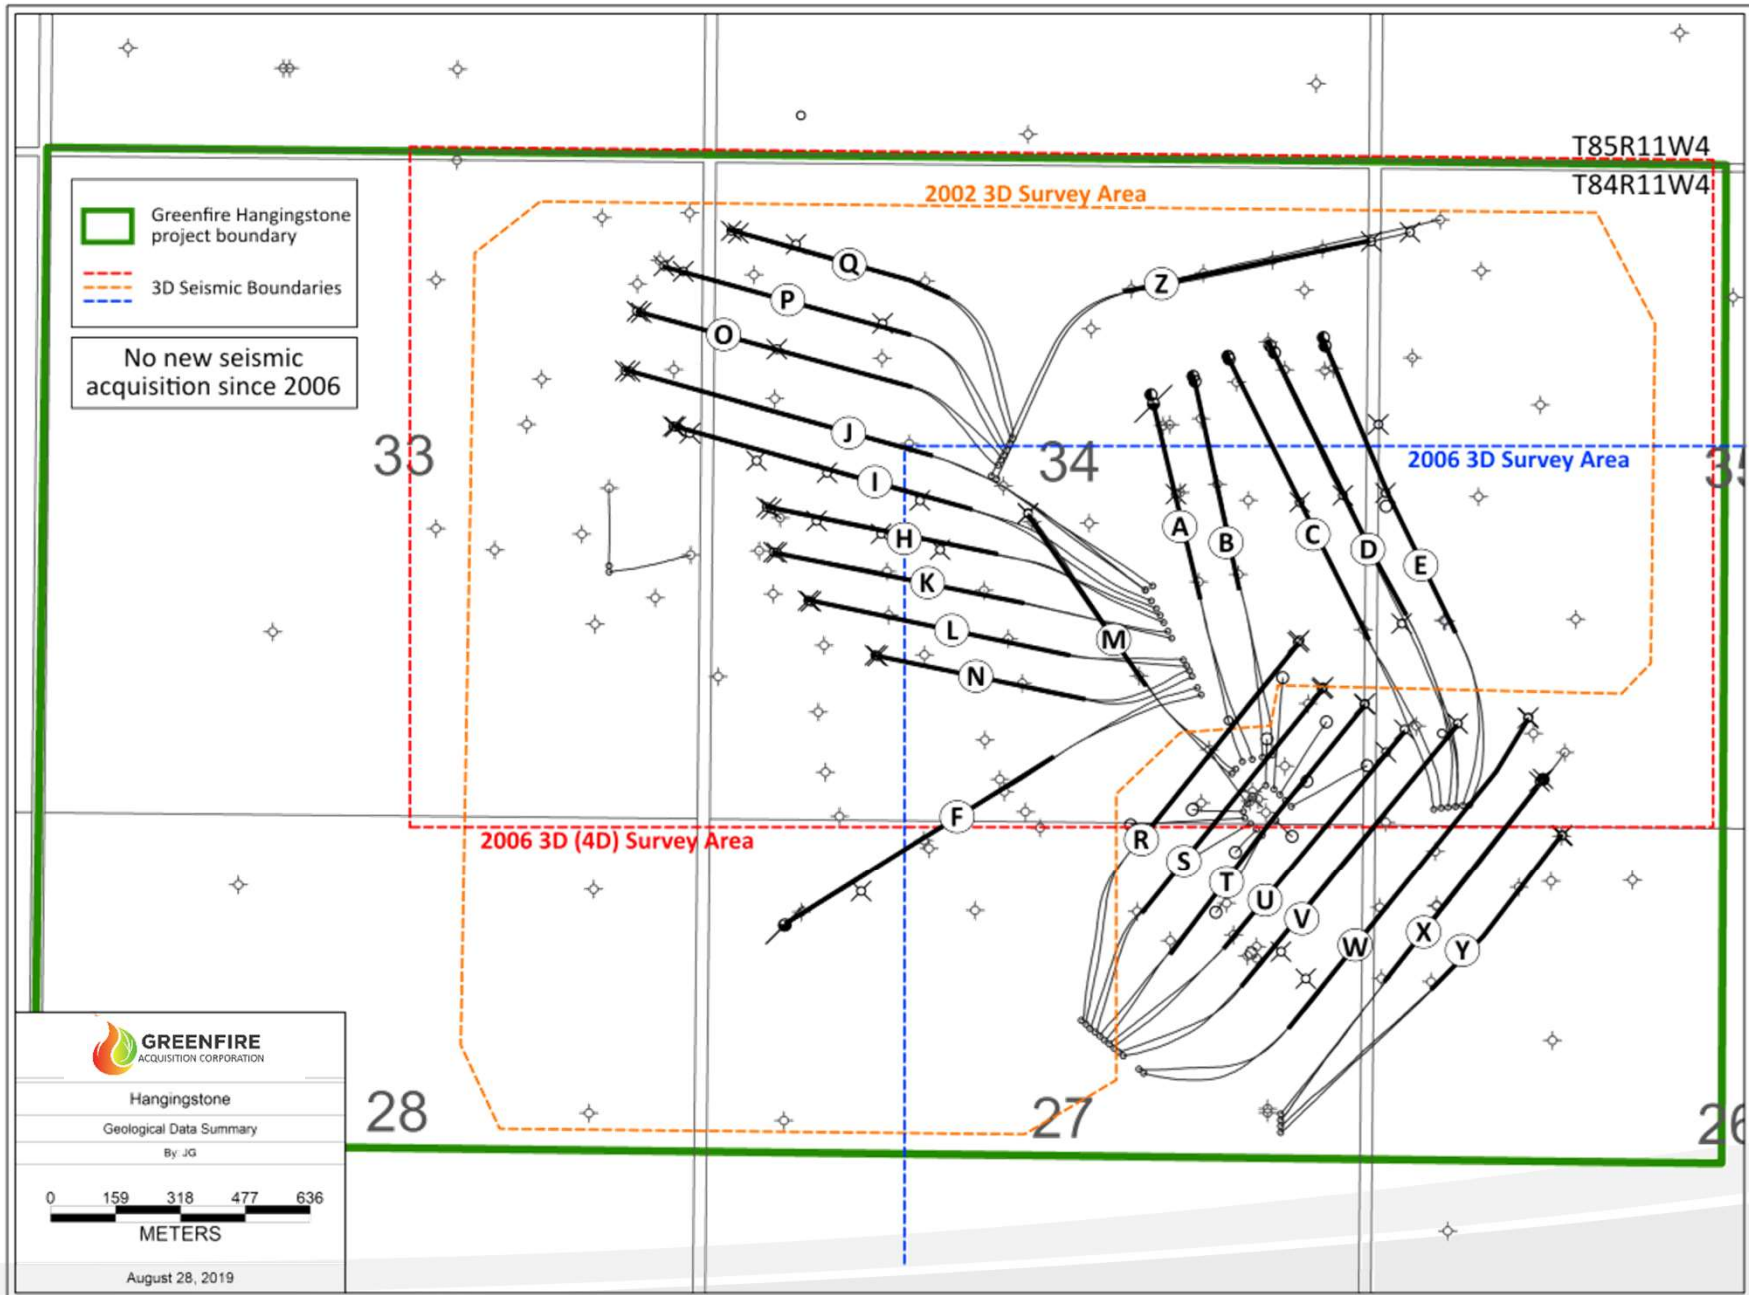 T85R11W4
T84R11W4
2002 3D Survey Area
Greenfire Hangingstone
project boundary
3D Seismic Boundaries
No new seismic
acquisition since 2006
Q
Z
P
O
J
33
34
2006 3D Survey Area
35
I
A
H
B
C
D
E
K
L
M
N
F
2006 3D (4D) Survey Area
R
S
T
U
V
W
X
Y
28
27
26
GREENFIRE
ACQUISITION CORPORATION
Hangingstone
Geological Data Summary
By: JG
0 159 318 477 636
METERS
August 28, 2019